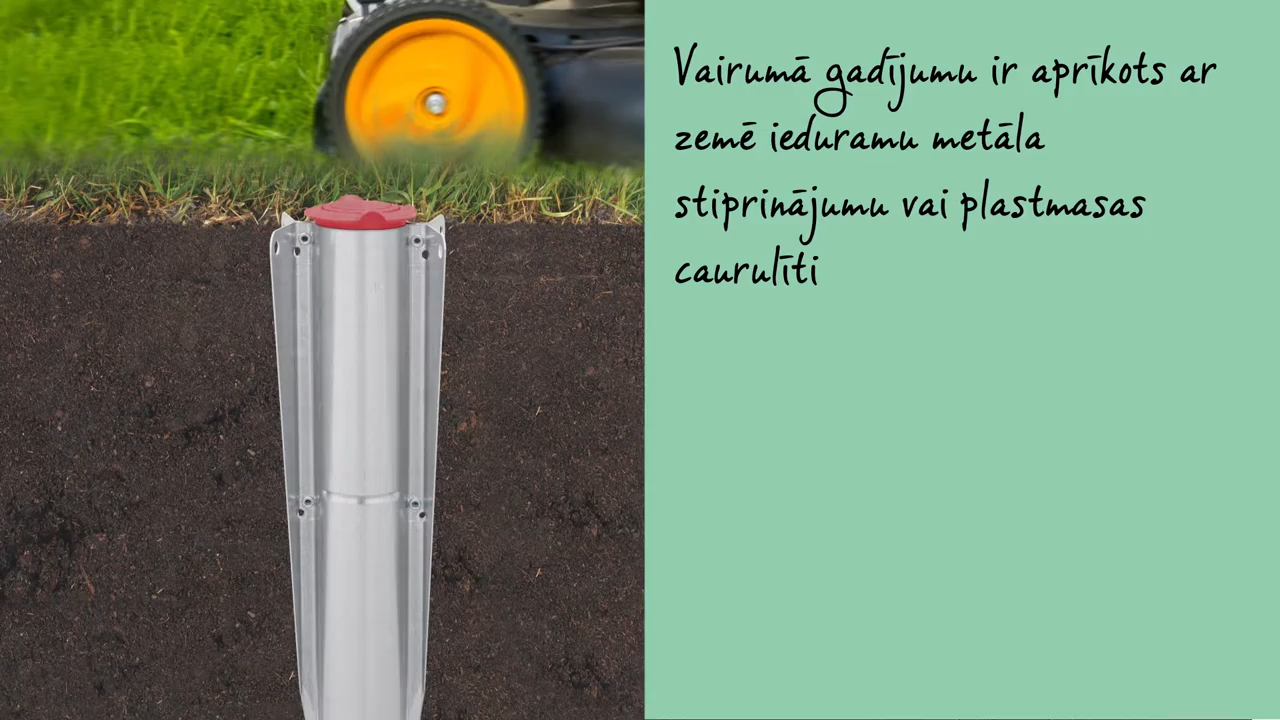 Vairumā gadījumu ir aprīkots ar
zemē ieduramu metāla
stiprinājumu vai plastmasas
caurulīti